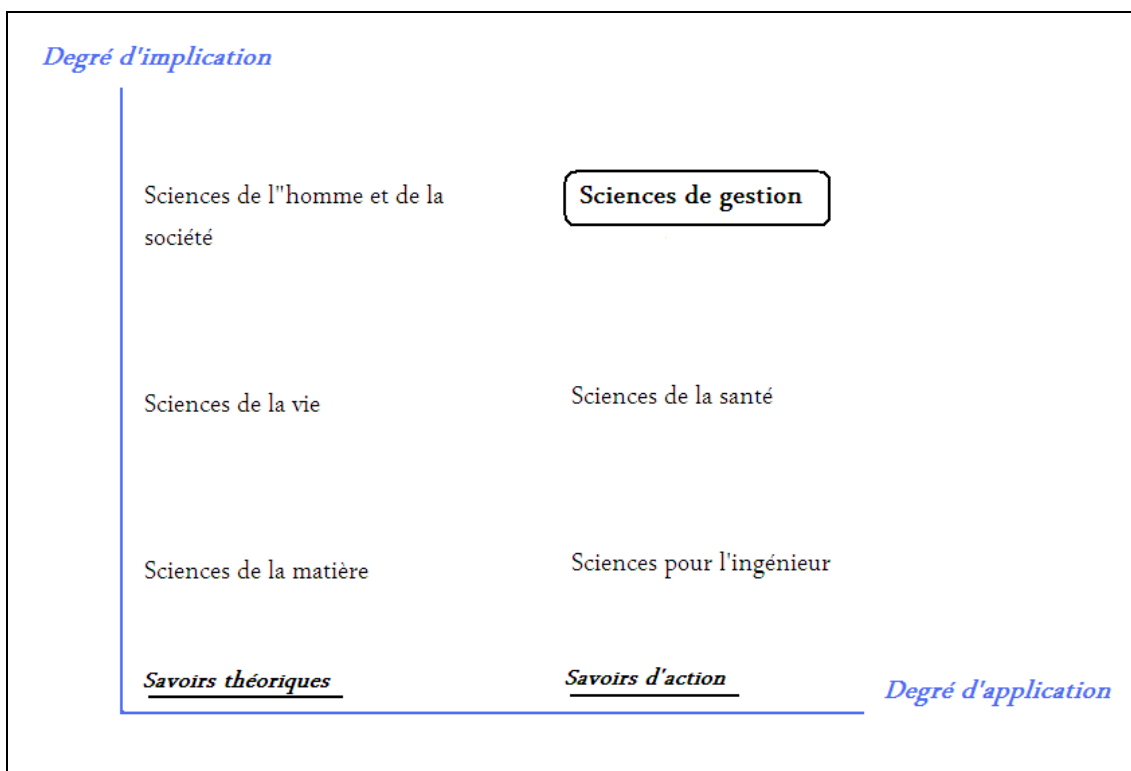 Degré d'implication
Sciences de l''homme et de la
société
Sciences de gestion
Sciences de la vie
Sciences de la santé
Sciences de la matière
Sciences pour l'ingénieur
Savoirs théoriques
Savoirs d'action
Degré d'application